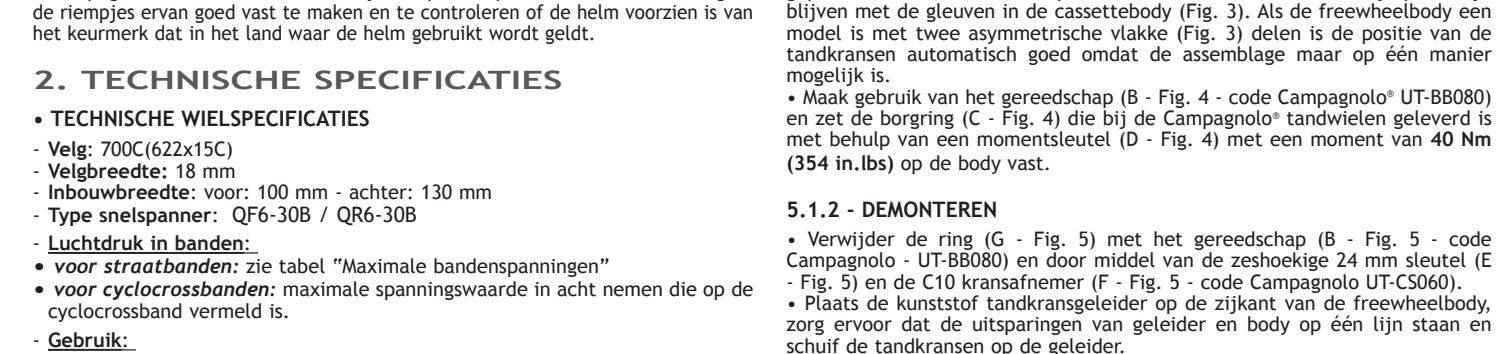 de riempjes ervan goed vast te maken en te controleren of de helm voorzien is van
het keurmerk dat in het land waar de helm gebruikt wordt geldt.
2. TECHNISCHE SPECIFICATIES
• TECHNISCHE WIELSPECIFICATIES
- Velg: 700C(622x15C)
- Velgbreedte: 18 mm
- Inbouwbreedte: voor: 100 mm - achter: 130 mm
- Type snelspanner: QF6-30B / QR6-30B
- Luchtdruk in banden:
• voor straatbanden: zie tabel “Maximale bandenspanningen”
• voor cyclocrossbanden: maximale spanningswaarde in acht nemen die op de
cyclocrossband vermeld is.
- Gebruik:
blijven met de gleuven in de cassettebody (Fig. 3). Als de freewheelbody een
model is met twee asymmetrische vlakke (Fig. 3) delen is de positie van de
tandkransen automatisch goed omdat de assemblage maar op één manier
mogelijk is.
• Maak gebruik van het gereedschap (B - Fig. 4 - code Campagnolo® UT-BB080)
en zet de borgring (C - Fig. 4) die bij de Campagnolo® tandwielen geleverd is
met behulp van een momentsleutel (D - Fig. 4) met een moment van 40 Nm
(354 in.lbs) op de body vast.
5.1.2 - DEMONTEREN
• Verwijder de ring (G - Fig. 5) met het gereedschap (B - Fig. 5 - code
Campagnolo - UT-BB080) en door middel van de zeshoekige 24 mm sleutel (E
- Fig. 5) en de C10 kransafnemer (F - Fig. 5 - code Campagnolo UT-CS060).
• Plaats de kunststof tandkransgeleider op de zijkant van de freewheelbody,
zorg ervoor dat de uitsparingen van geleider en body op één lijn staan en
schuif de tandkransen op de geleider.